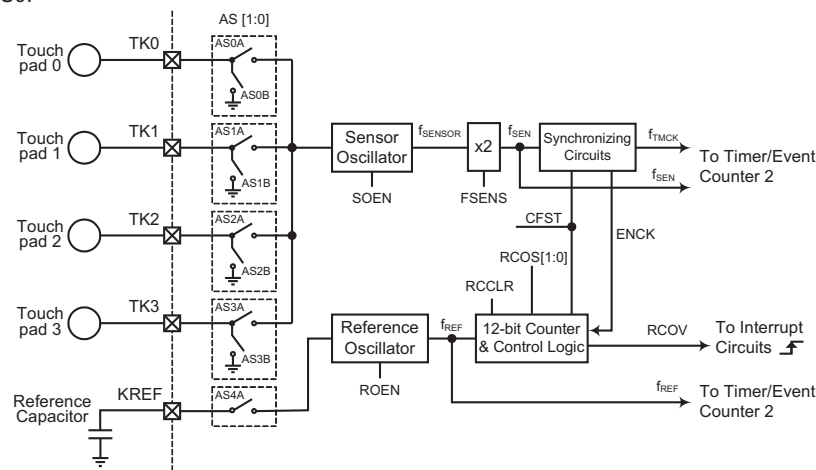 AS [1:0]
Touch
pad 0
TK0
AS0A
AS0B
Touch
pad 1
TK1
AS1A
AS1B
Sensor
Oscillator
SOEN
fSENSOR
x2
FSENS
fSEN
Synchronizing
Circuits
fTMCK
fSEN
To Timer/Event
Counter 2
CFST
ENCK
Touch
pad 2
TK2
AS2A
AS2B
RCOS[1:0]
RCCLR
Touch
pad 3
TK3
AS3A
AS3B
Reference
Oscillator
ROEN
fREF
12-bit Counter
& Control Logic
RCOV
To Interrupt
Circuits
Reference
Capacitor
KREF
AS4A
fREF
To Timer/Event
Counter 2